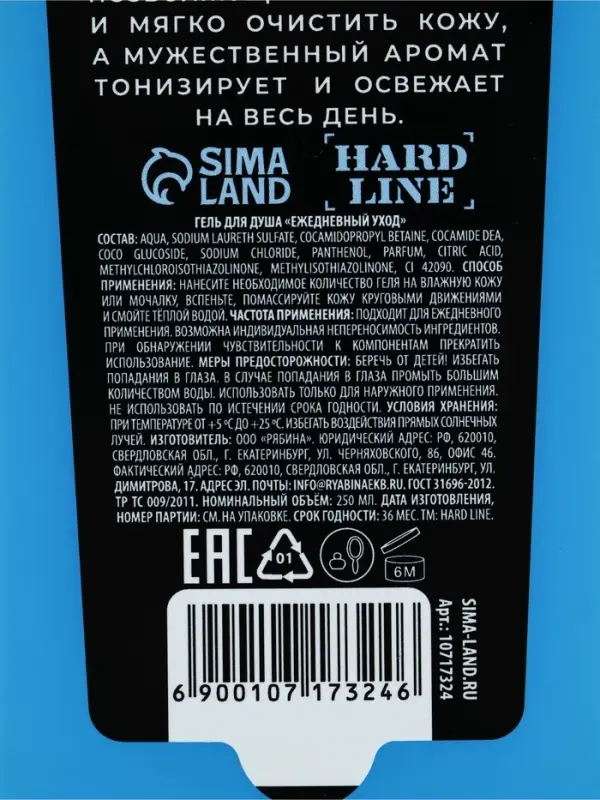 И МЯГКО ОЧИСТИТЬ КОЖУ,
А МУЖЕСТВЕННЫЙ АРОМАТ
ТОНИЗИРУЕТ И ОСВЕЖАЕТ
НА ВЕСЬ ДЕНЬ.
SIMA LAND
HARD LINE
ГЕЛЬ ДЛЯ ДУША «ЕЖЕДНЕВНЫЙ УХОД»
СОСТАВ: AQUA, SODIUM LAURETH SULFATE, COCAMIDOPROPYL BETAINE, COCAMIDE DEA,
COCO GLUCOSIDE, SODIUM CHLORIDE, PANTHENOL, PARFUM, CITRIC ACID,
METHYLCHLOROISOTHIAZOLINONE, METHYLISOTHIAZOLINONE, CI 42090. СПОСОБ
ПРИМЕНЕНИЯ: НАНЕСИТЕ НЕОБХОДИМОЕ КОЛИЧЕСТВО ГЕЛЯ НА ВЛАЖНУЮ КОЖУ
ИЛИ МОЧАЛКУ, ВСПЕНЬТЕ, ПОМАССИРУЙТЕ КОЖУ КРУГОВЫМИ ДВИЖЕНИЯМИ
И СМОЙТЕ ТЁПЛОЙ ВОДОЙ. ЧАСТОТА ПРИМЕНЕНИЯ: ПОДХОДИТ ДЛЯ ЕЖЕДНЕВНОГО
ПРИМЕНЕНИЯ. ВОЗМОЖНА ИНДИВИДУАЛЬНАЯ НЕПЕРЕНОСИМОСТЬ ИНГРЕДИЕНТОВ.
ПРИ ОБНАРУЖЕНИИ ЧУВСТВИТЕЛЬНОСТИ К КОМПОНЕНТАМ ПРЕКРАТИТЬ
ИСПОЛЬЗОВАНИЕ. МЕРЫ ПРЕДОСТОРОЖНОСТИ: БЕРЕЧЬ ОТ ДЕТЕЙ! ИЗБЕГАТЬ
ПОПАДАНИЯ В ГЛАЗА. В СЛУЧАЕ ПОПАДАНИЯ В ГЛАЗА ПРОМЫТЬ БОЛЬШИМ
КОЛИЧЕСТВОМ ВОДЫ. ИСПОЛЬЗОВАТЬ ТОЛЬКО ДЛЯ НАРУЖНОГО ПРИМЕНЕНИЯ.
НЕ ИСПОЛЬЗОВАТЬ ПО ИСТЕЧЕНИИ СРОКА ГОДНОСТИ. УСЛОВИЯ ХРАНЕНИЯ:
ПРИ ТЕМПЕРАТУРЕ ОТ +5 °C ДО +25 °C. ИЗБЕГАТЬ ВОЗДЕЙСТВИЯ ПРЯМЫХ СОЛНЕЧНЫХ
ЛУЧЕЙ. ИЗГОТОВИТЕЛЬ: ООО «РЯБИНА». ЮРИДИЧЕСКИЙ АДРЕС: РФ, 620010,
СВЕРДЛОВСКАЯ ОБЛ., Г. ЕКАТЕРИНБУРГ, УЛ. ЧЕРНЯХОВСКОГО, 86, ОФИС 46.
ФАКТИЧЕСКИЙ АДРЕС: РФ, 620010, СВЕРДЛОВСКАЯ ОБЛ., Г. ЕКАТЕРИНБУРГ, УЛ.
ДИМИТРОВА, 17. АДРЕС ЭЛ. ПОЧТЫ: INFO@RYABINAEKB.RU ГОСТ 31696-2012.
ТР ТС 009/2011. НОМИНАЛЬНЫЙ ОБЪЁМ: 250 МЛ. ДАТА ИЗГОТОВЛЕНИЯ,
НОМЕР ПАРТИИ: СМ. НА УПАКОВКЕ. СРОК ГОДНОСТИ: 36 МЕС. ТМ: HARD LINE.
EAC
01
6M
6 900107 173246
SIMA-LAND.RU
Арт.: 10717324